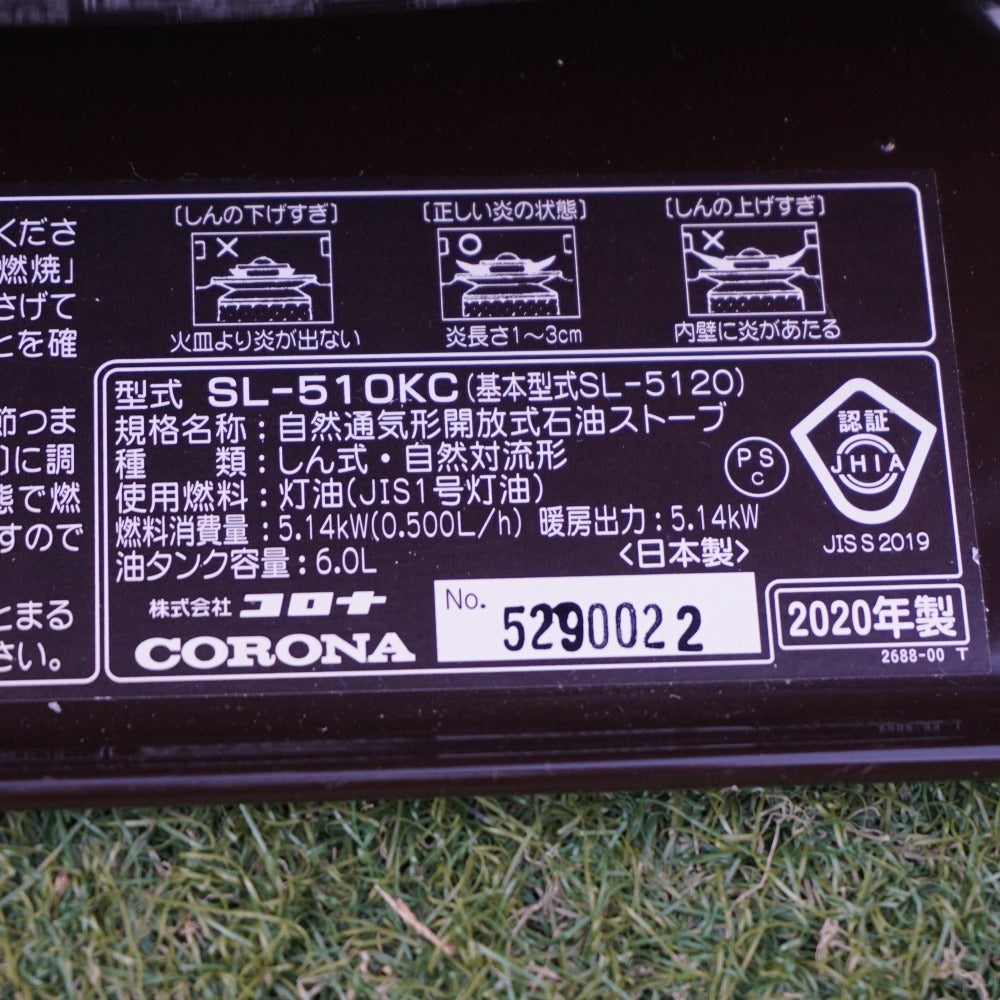 くださ
燃焼」
さげて
とを確
節つま
に調
態で燃
すので
とまる
さい。
〔しんの下げすぎ〕
×
火皿より炎が出ない
〔正しい炎の状態〕
○
炎長さ1～3cm
〔しんの上げすぎ〕
×
内壁に炎があたる
型式 SL-510KC(基本型式SL-5120)
規格名称：自然通気形開放式石油ストーブ
種　　類：しん式・自然対流形
使用燃料：灯油(JIS1号灯油)
燃料消費量：5.14kW(0.500L/h) 暖房出力：5.14kW
油タンク容量：6.0L
<日本製>
PS
C
認証
JHIA
JIS S 2019
株式会社 コロナ
CORONA
No. 5290022
2020年製
2688-00 T